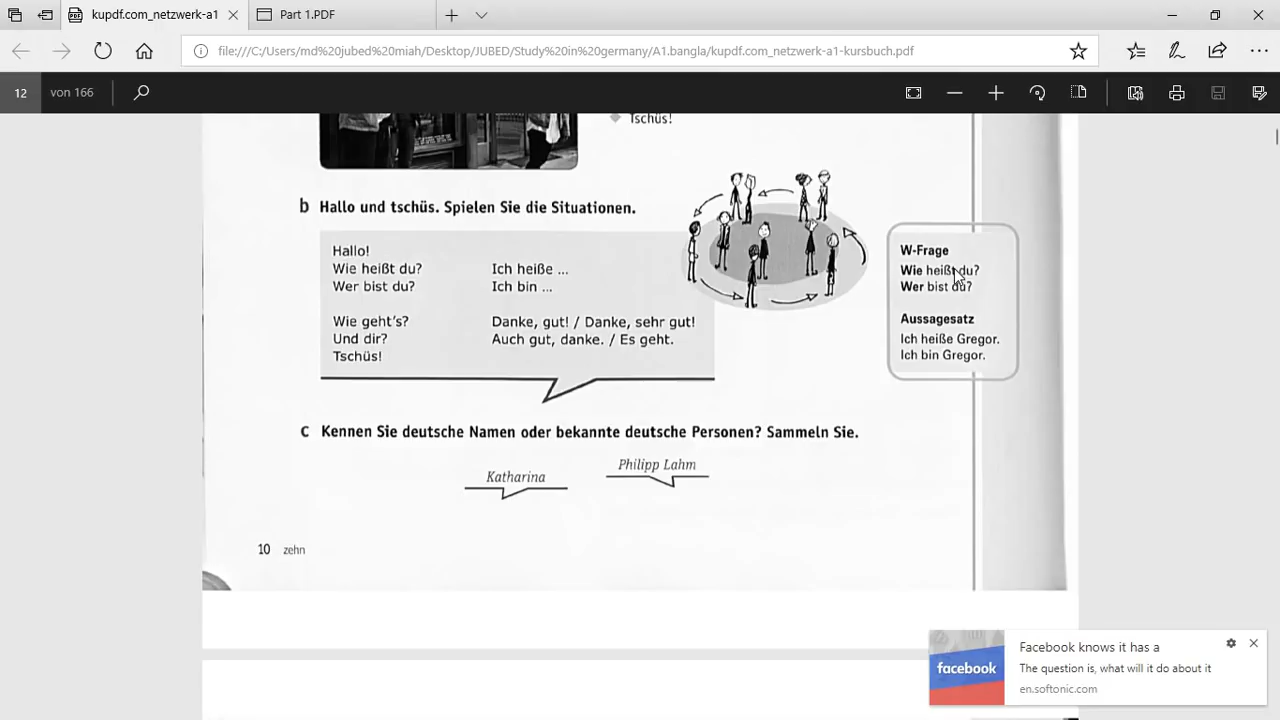 kupdf.com_netzwerk-a1
Part 1.PDF
file:///C:/Users/md%20jubed%20miah/Desktop/JUBED/Study%20in%20germany/A1.bangla/kupdf.com_netzwerk-a1-kursbuch.pdf
12 von 166
Tschüs!
b Hallo und tschüs. Spielen Sie die Situationen.
Hallo!
Wie heißt du? Ich heiße ...
Wer bist du? Ich bin ...
Wie geht's? Danke, gut! / Danke, sehr gut!
Und dir? Auch gut, danke. / Es geht.
Tschüs!
W-Frage
Wie heißt du?
Wer bist du?
Aussagesatz
Ich heiße Gregor.
Ich bin Gregor.
c Kennen Sie deutsche Namen oder bekannte deutsche Personen? Sammeln Sie.
Katharina
Philipp Lahm
10 zehn
facebook
Facebook knows it has a
The question is, what will it do about it
en.softonic.com